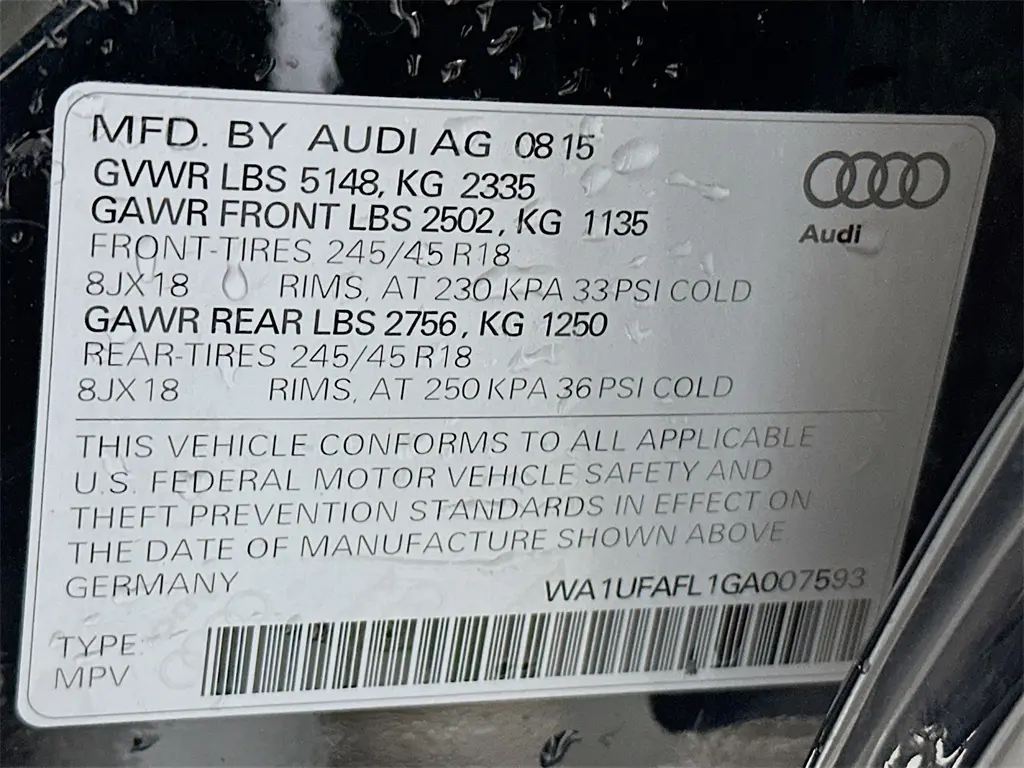 MFD. BY AUDI AG 08 15
GVWR LBS 5148, KG 2335
GAWR FRONT LBS 2502, KG 1135
FRONT-TIRES 245/45 R18
8JX18 RIMS, AT 230 KPA 33 PSI COLD
GAWR REAR LBS 2756, KG 1250
REAR-TIRES 245/45 R18
8JX18 RIMS, AT 250 KPA 36 PSI COLD
Audi
THIS VEHICLE CONFORMS TO ALL APPLICABLE
U.S. FEDERAL MOTOR VEHICLE SAFETY AND
THEFT PREVENTION STANDARDS IN EFFECT ON
THE DATE OF MANUFACTURE SHOWN ABOVE.
GERMANY WA1UFAFL1GA007593
TYPE:
MPV